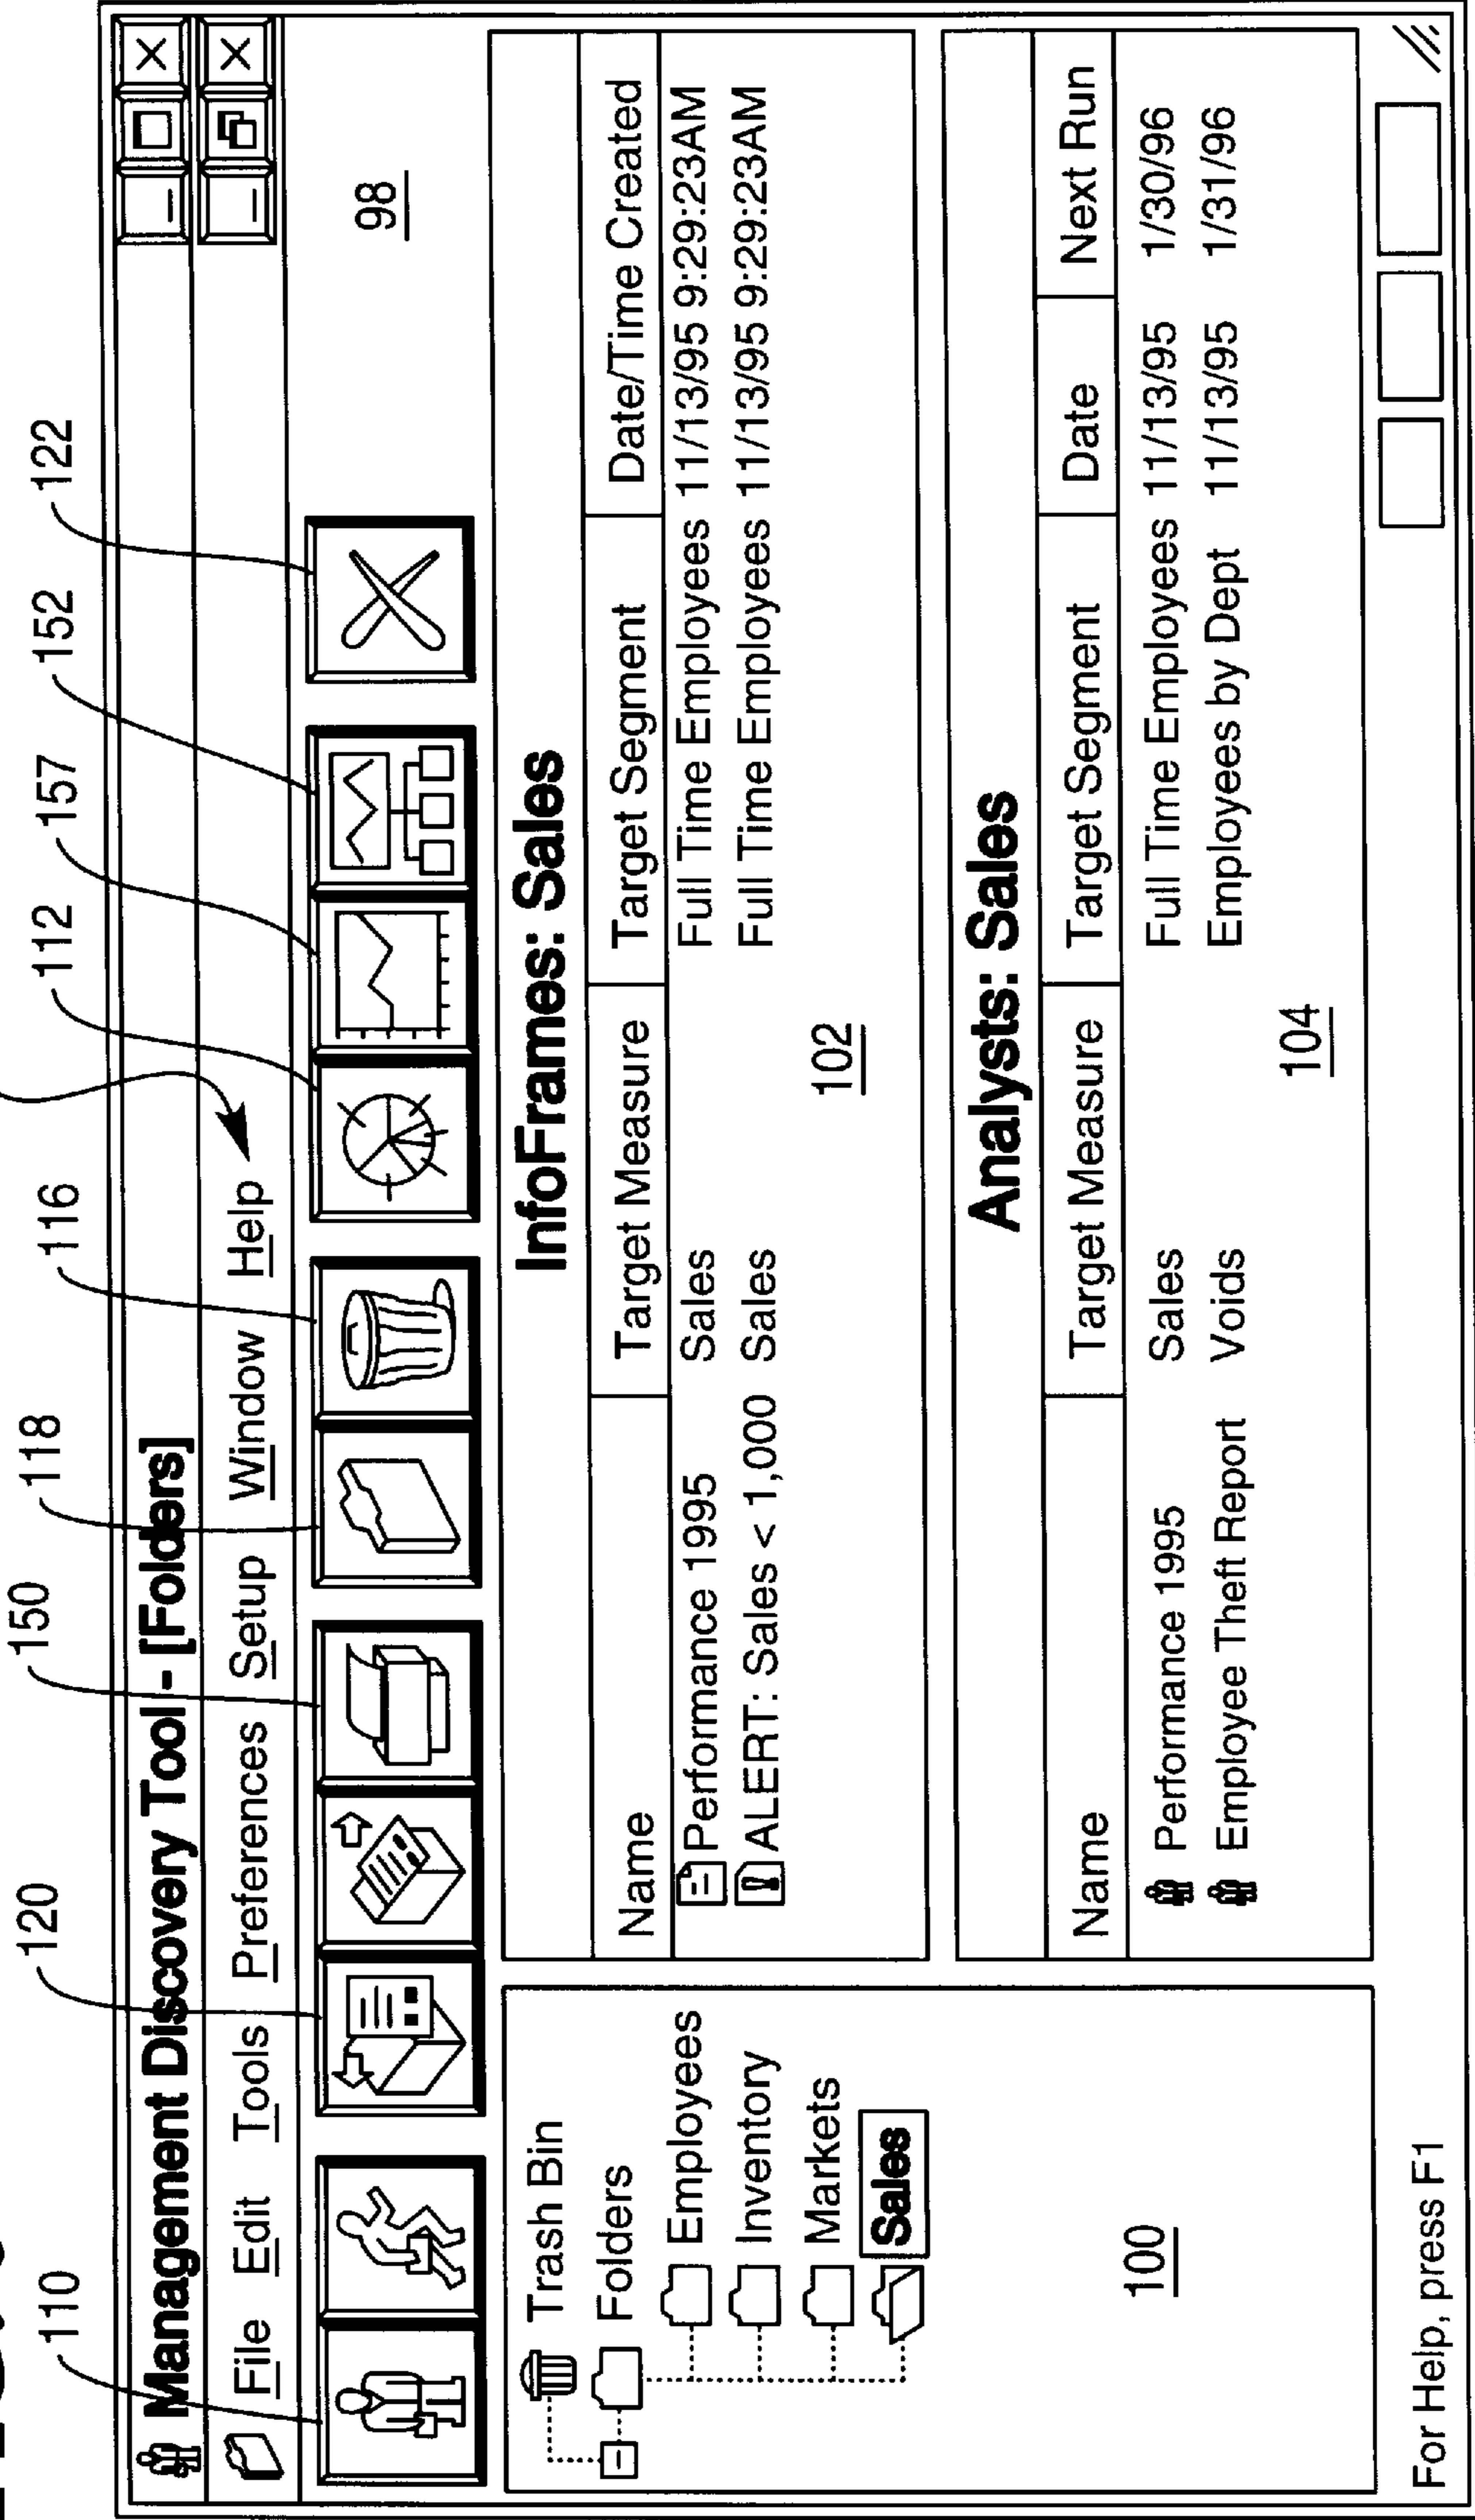 110 120 150 118 116 112 157 152 122
Management Discovery Tool - [Folders]
File Edit Tools Preferences Setup Window Help
98
Trash Bin
Folders
Employees
Inventory
Markets
Sales
100
InfoFrames: Sales
Name Target Measure Target Segment Date/Time Created
Performance 1995 Sales Full Time Employees 11/13/95 9:29:23AM
ALERT: Sales < 1,000 Sales Full Time Employees 11/13/95 9:29:23AM
102
Analysts: Sales
Name Target Measure Target Segment Date Next Run
Performance 1995 Sales Full Time Employees 11/13/95 1/30/96
Employee Theft Report Voids Employees by Dept 11/13/95 1/31/96
104
For Help, press F1